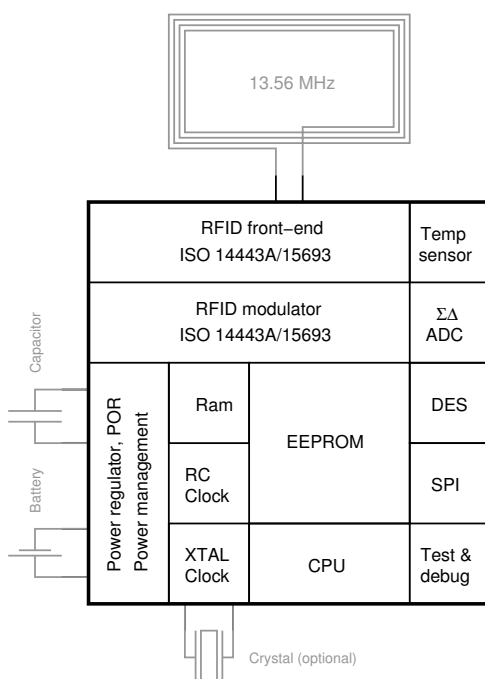 13.56 MHz
RFID front−end
ISO 14443A/15693
Temp
sensor
RFID modulator
ISO 14443A/15693
ΣΔ
ADC
Capacitor
Battery
Power regulator, POR
Power management
Ram
EEPROM
DES
RC
Clock
SPI
XTAL
Clock
CPU
Test &
debug
Crystal (optional)